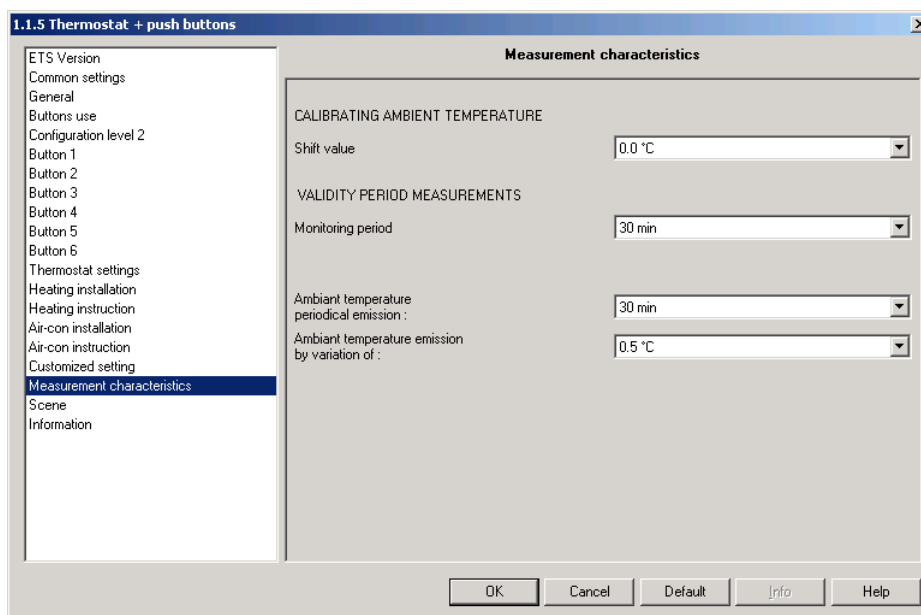 1.1.5 Thermostat + push buttons
ETS Version
Common settings
General
Buttons use
Configuration level 2
Button 1
Button 2
Button 3
Button 4
Button 5
Button 6
Thermostat settings
Heating installation
Heating instruction
Air-con installation
Air-con instruction
Customized setting
Measurement characteristics
Scene
Information
Measurement characteristics
CALIBRATING AMBIENT TEMPERATURE
Shift value
0.0 °C
VALIDITY PERIOD MEASUREMENTS
Monitoring period
30 min
Ambiant temperature
periodical emission :
30 min
Ambiant temperature emission
by variation of :
0.5 °C
OK
Cancel
Default
Info
Help